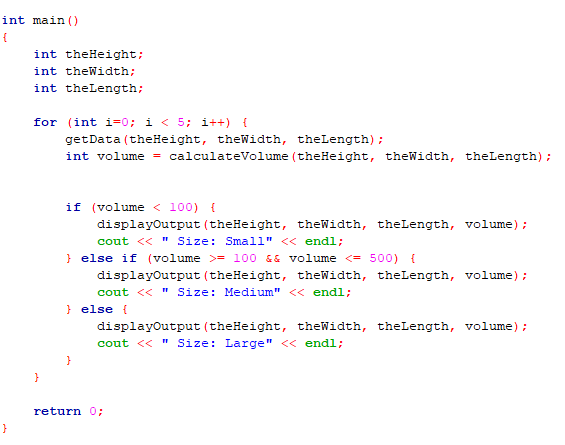 int main()
{
    int theHeight;
    int theWidth;
    int theLength;

    for (int i=0; i < 5; i++) {
        getData(theHeight, theWidth, theLength);
        int volume = calculateVolume(theHeight, theWidth, theLength);


        if (volume < 100) {
            displayOutput(theHeight, theWidth, theLength, volume);
            cout << " Size: Small" << endl;
        } else if (volume >= 100 && volume <= 500) {
            displayOutput(theHeight, theWidth, theLength, volume);
            cout << " Size: Medium" << endl;
        } else {
            displayOutput(theHeight, theWidth, theLength, volume);
            cout << " Size: Large" << endl;
        }
    }

    return 0;
}